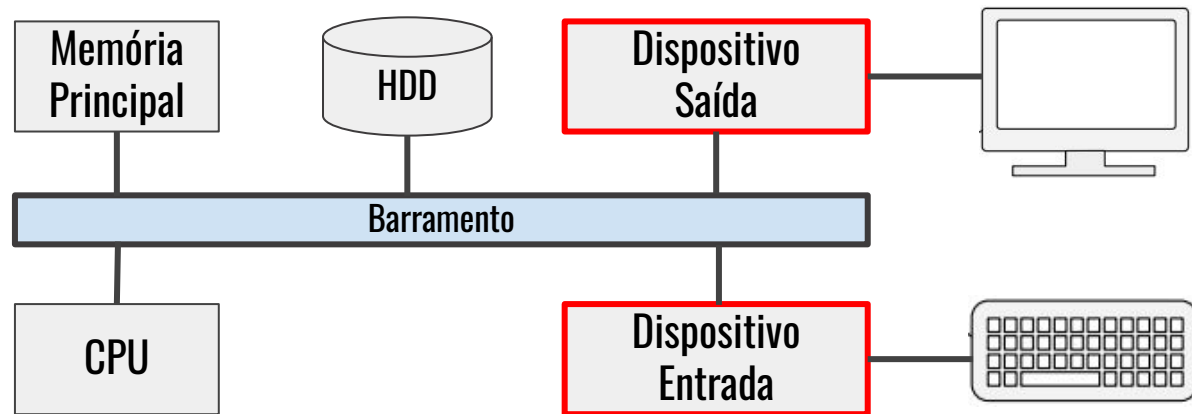 Memória
Principal
HDD
Dispositivo
Saída
Barramento
CPU
Dispositivo
Entrada